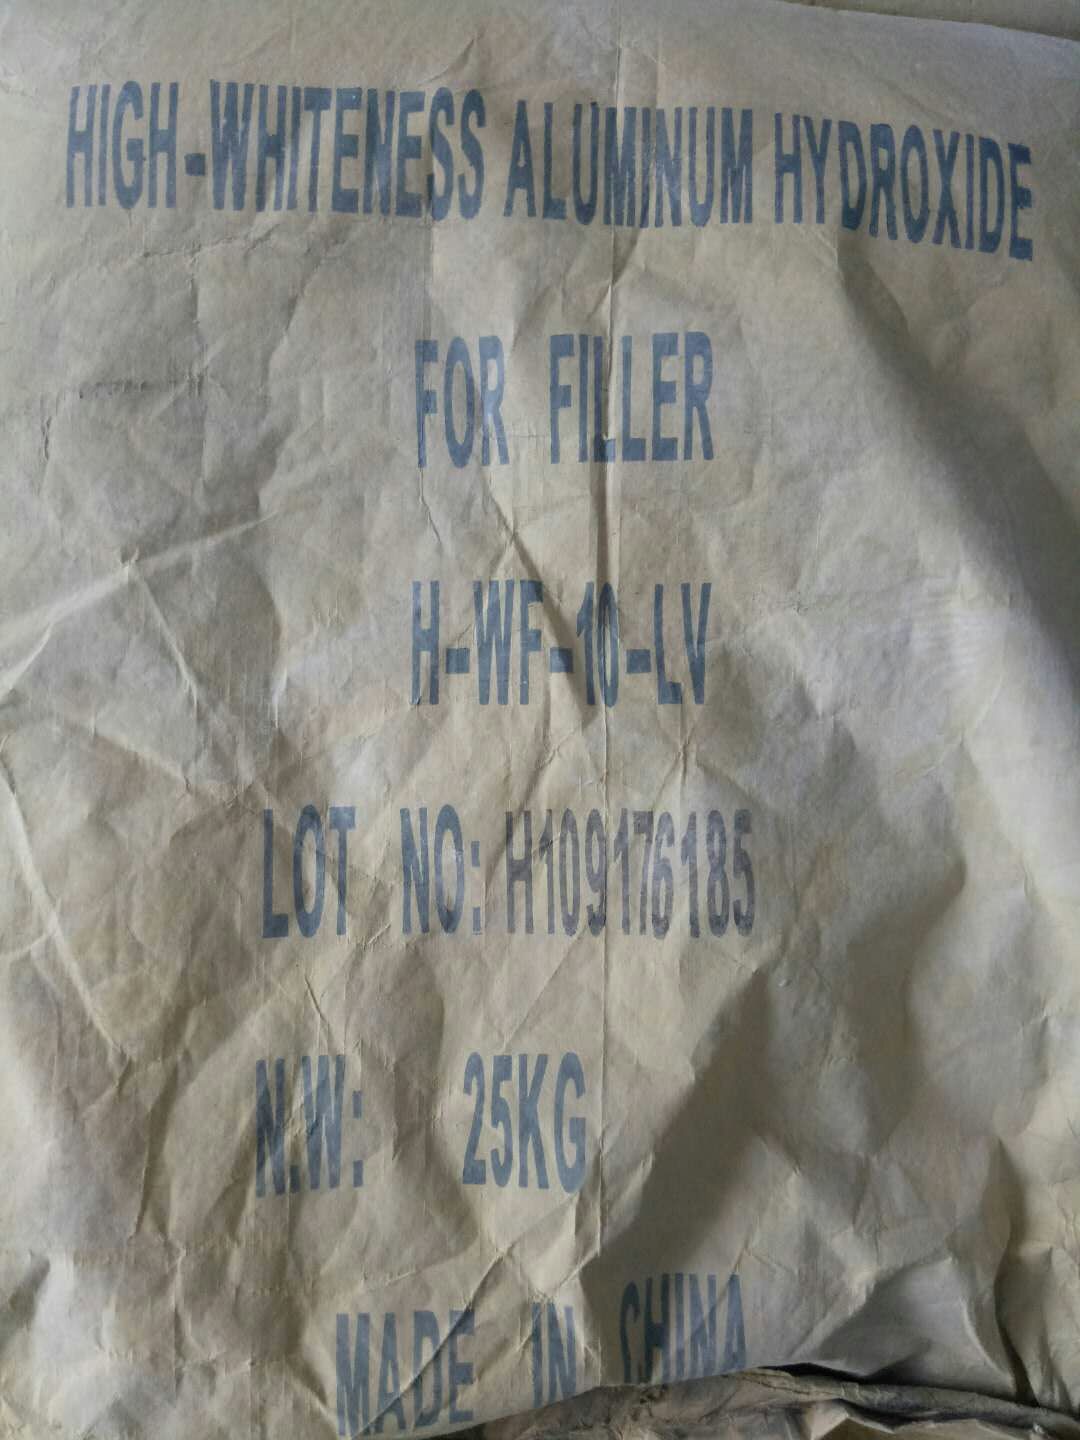 HIGH-WHITENESS ALUMINUM HYDROXIDE
FOR FILLER
H-WF-10-LV
LOT NO: H109176185
N.W: 25KG
MADE IN CHINA